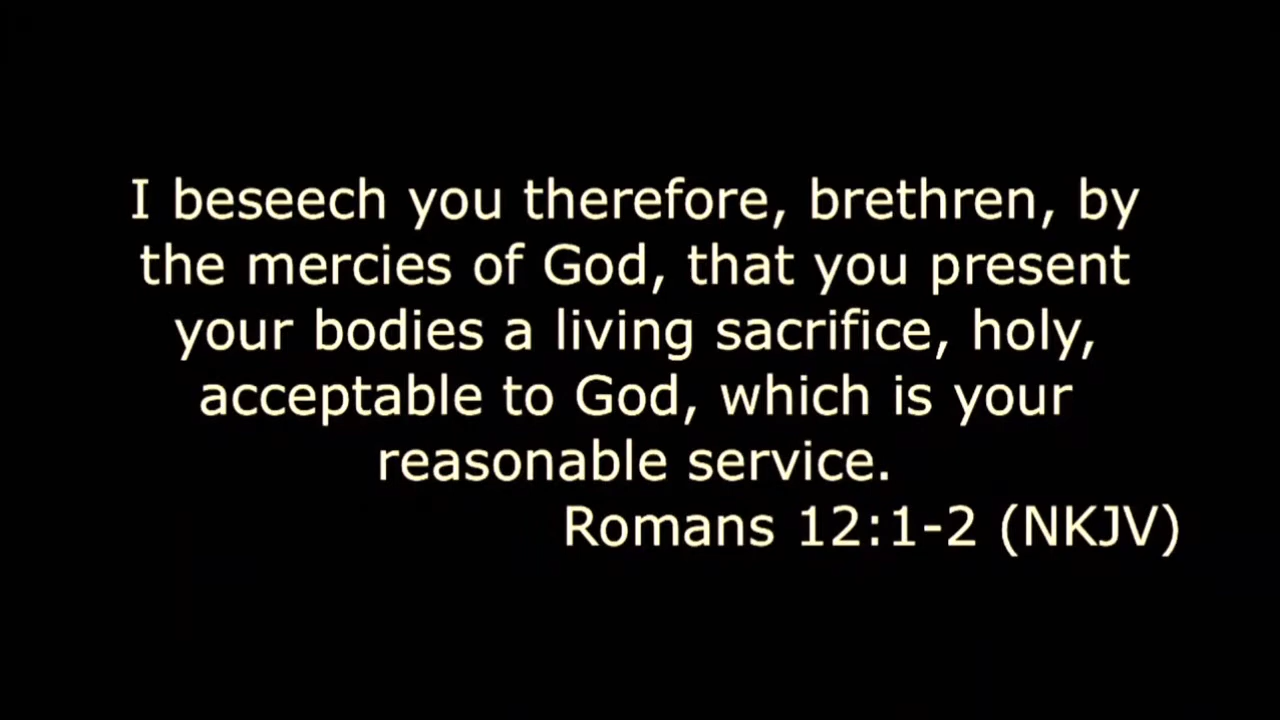 I beseech you therefore, brethren, by
the mercies of God, that you present
your bodies a living sacrifice, holy,
acceptable to God, which is your
reasonable service.
Romans 12:1-2 (NKJV)